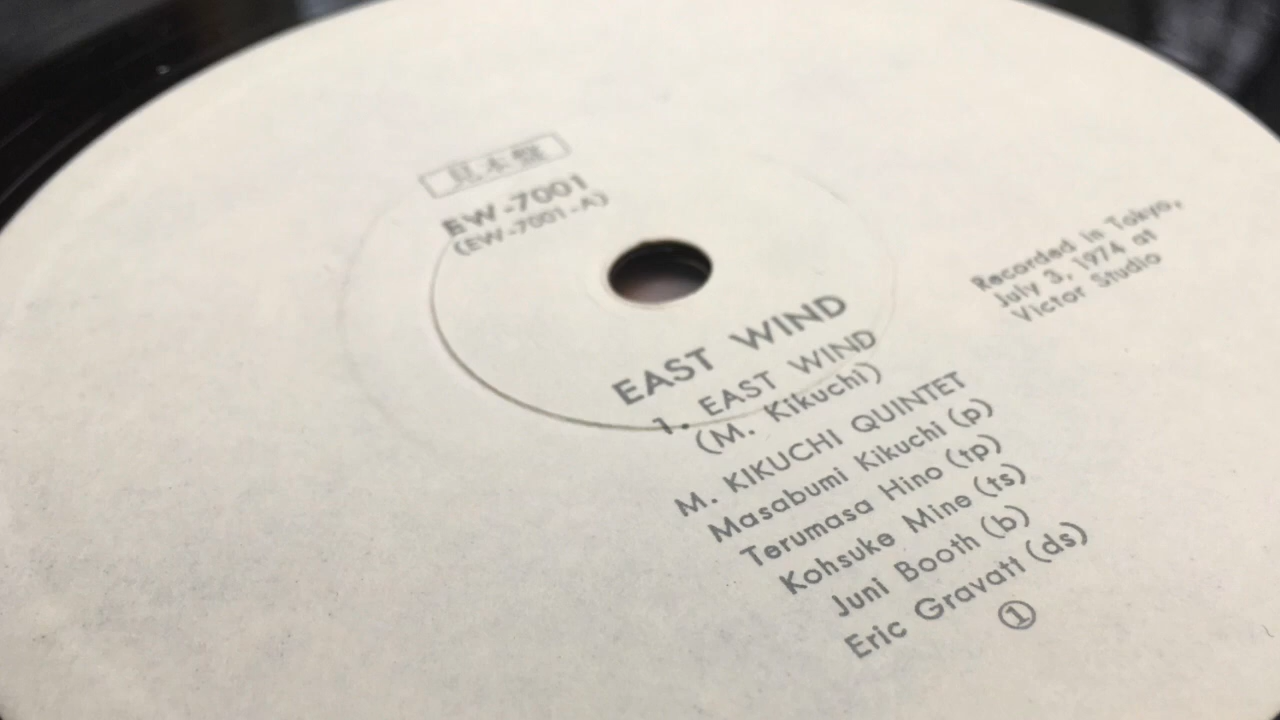 見本盤
EW-7001
(EW-7001-A)
Recorded in Tokyo,
July 3, 1974 at
Victor Studio
EAST WIND
1. EAST WIND
(M. Kikuchi)
M. KIKUCHI QUINTET
Masabumi Kikuchi (p)
Terumasa Hino (tp)
Kohsuke Mine (ts)
Juni Booth (b)
Eric Gravatt (ds)
①